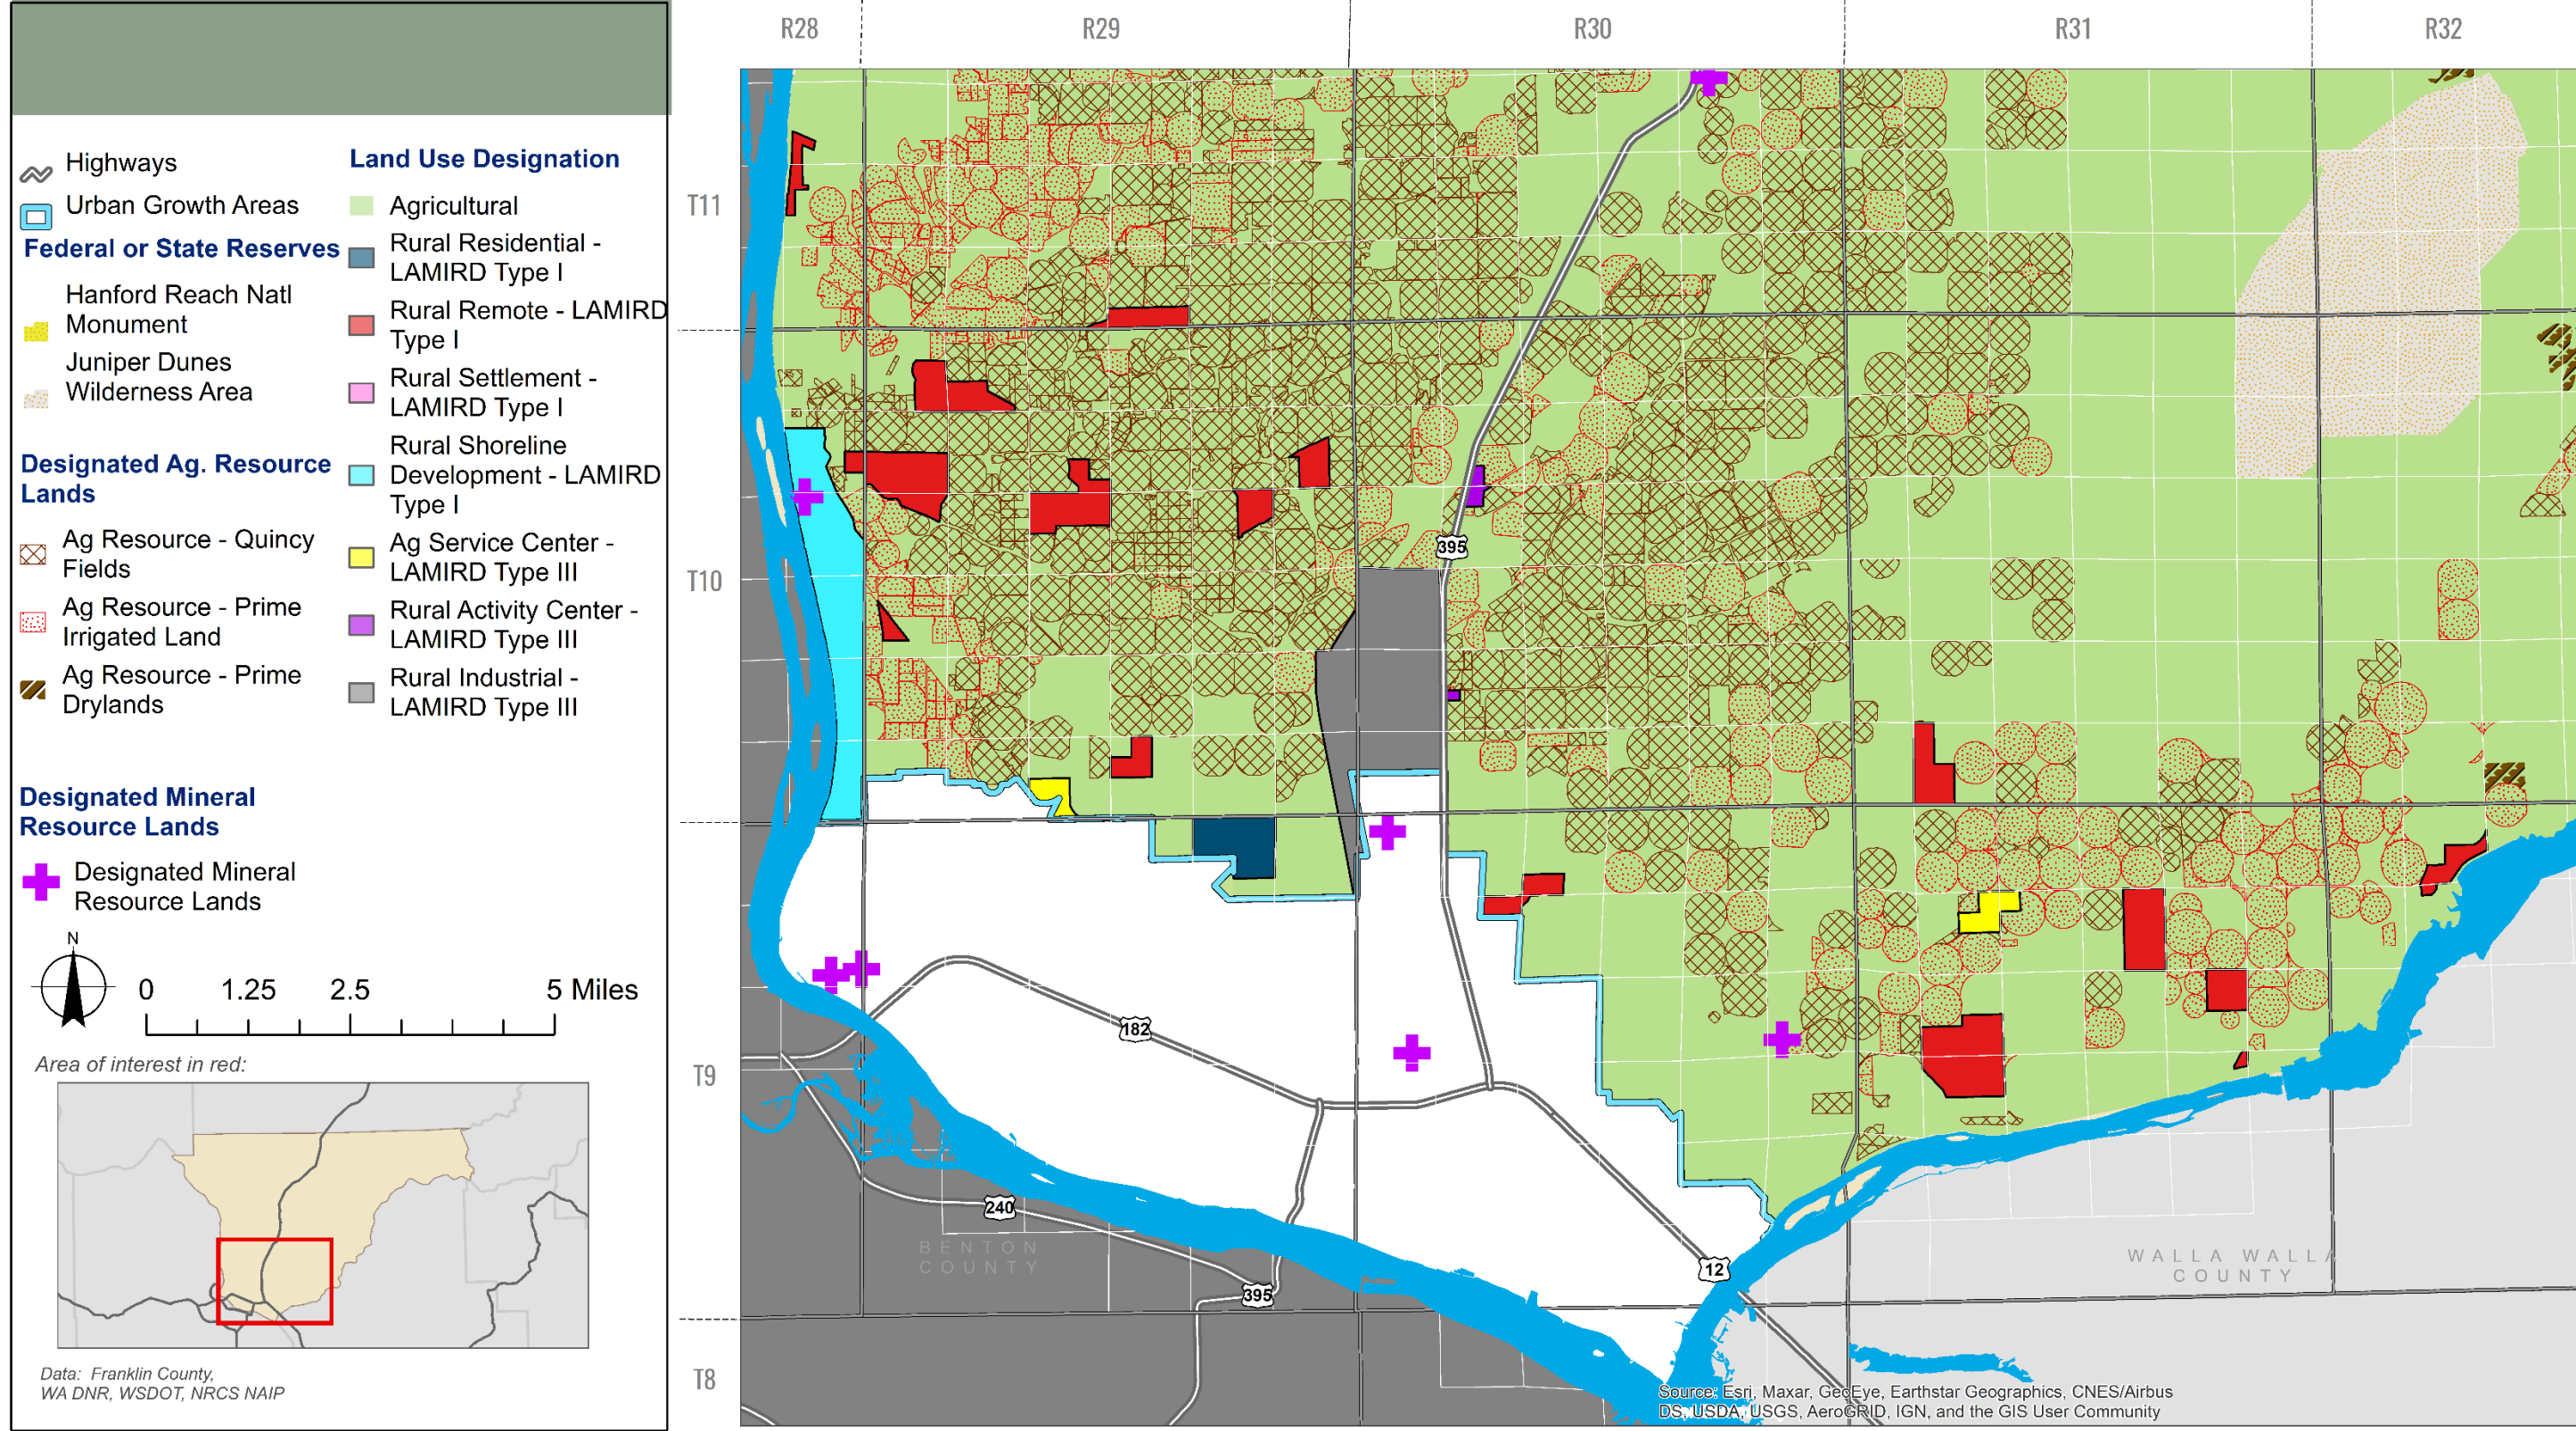 Highways
Urban Growth Areas
Federal or State Reserves
Hanford Reach Natl
Monument
Juniper Dunes
Wilderness Area
Designated Ag. Resource
Lands
Ag Resource - Quincy
Fields
Ag Resource - Prime
Irrigated Land
Ag Resource - Prime
Drylands
Designated Mineral
Resource Lands
Designated Mineral
Resource Lands
Land Use Designation
Agricultural
Rural Residential -
LAMIRD Type I
Rural Remote - LAMIRD
Type I
Rural Settlement -
LAMIRD Type I
Rural Shoreline
Development - LAMIRD
Type I
Ag Service Center -
LAMIRD Type III
Rural Activity Center -
LAMIRD Type III
Rural Industrial -
LAMIRD Type III
N
0 1.25 2.5 5 Miles
Area of interest in red:
Data: Franklin County,
WA DNR, WSDOT, NRCS NAIP
R28 R29 R30 R31 R32
T11
T10
T9
T8
395
182
240
395
12
BENTON
COUNTY
WALLA WALLA
COUNTY
Source: Esri, Maxar, GeoEye, Earthstar Geographics, CNES/Airbus
DS, USDA, USGS, AeroGRID, IGN, and the GIS User Community